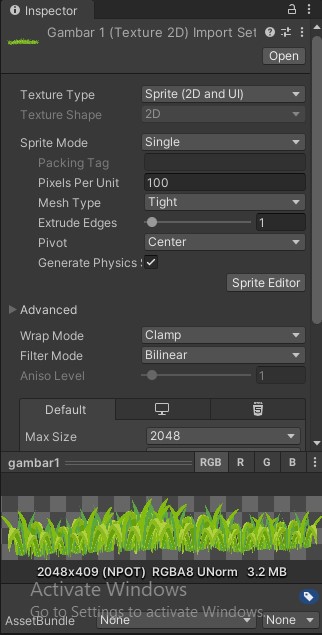 Inspector
Gambar 1 (Texture 2D) Import Set
Open
Texture Type Sprite (2D and UI)
Texture Shape 2D
Sprite Mode Single
Packing Tag
Pixels Per Unit 100
Mesh Type Tight
Extrude Edges 1
Pivot Center
Generate Physics S
Sprite Editor
Advanced
Wrap Mode Clamp
Filter Mode Bilinear
Aniso Level 1
Default
Max Size 2048
gambar1 RGB R G B
2048x409 (NPOT) RGBA8 UNorm 3.2 MB
Activate Windows
Go to Settings to activate Windows.
AssetBundle None None